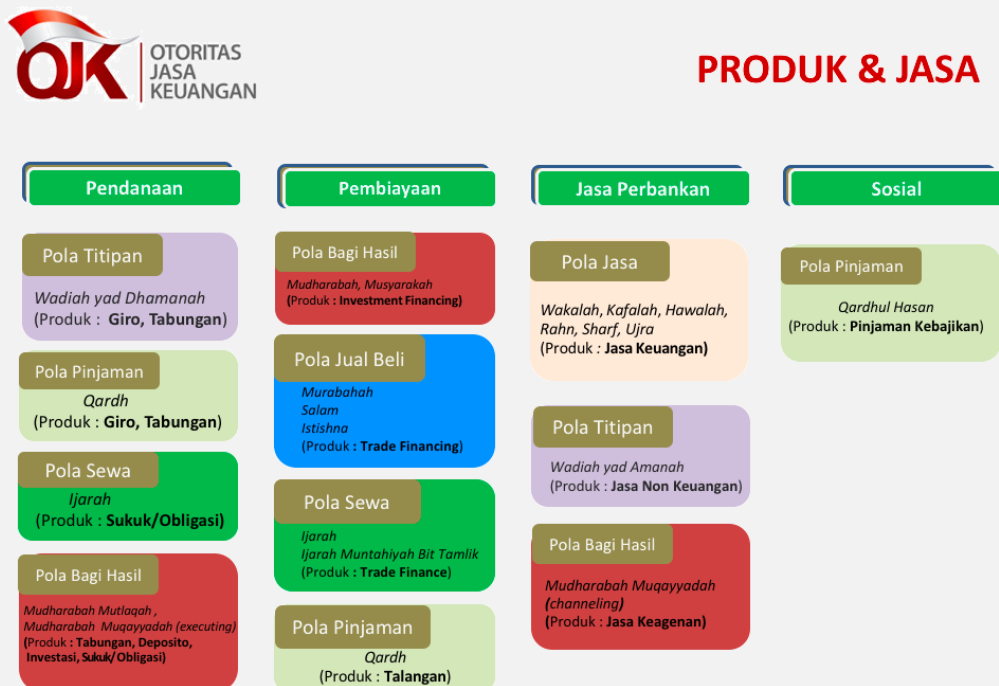 OJK
OTORITAS
JASA
KEUANGAN
PRODUK & JASA
Pendanaan
Pola Titipan
Wadiah yad Dhamanah
(Produk : Giro, Tabungan)
Pola Pinjaman
Qardh
(Produk : Giro, Tabungan)
Pola Sewa
Ijarah
(Produk : Sukuk/Obligasi)
Pola Bagi Hasil
Mudharabah Mutlaqah ,
Mudharabah Muqayyadah (executing)
(Produk : Tabungan, Deposito,
Investasi, Sukuk/Obligasi)
Pembiayaan
Pola Bagi Hasil
Mudharabah, Musyarakah
(Produk : Investment Financing)
Pola Jual Beli
Murabahah
Salam
Istishna
(Produk : Trade Financing)
Pola Sewa
Ijarah
Ijarah Muntahiyah Bit Tamlik
(Produk : Trade Finance)
Pola Pinjaman
Qardh
(Produk : Talangan)
Jasa Perbankan
Pola Jasa
Wakalah, Kafalah, Hawalah,
Rahn, Sharf, Ujra
(Produk : Jasa Keuangan)
Pola Titipan
Wadiah yad Amanah
(Produk : Jasa Non Keuangan)
Pola Bagi Hasil
Mudharabah Muqayyadah
(channeling)
(Produk : Jasa Keagenan)
Sosial
Pola Pinjaman
Qardhul Hasan
(Produk : Pinjaman Kebajikan)